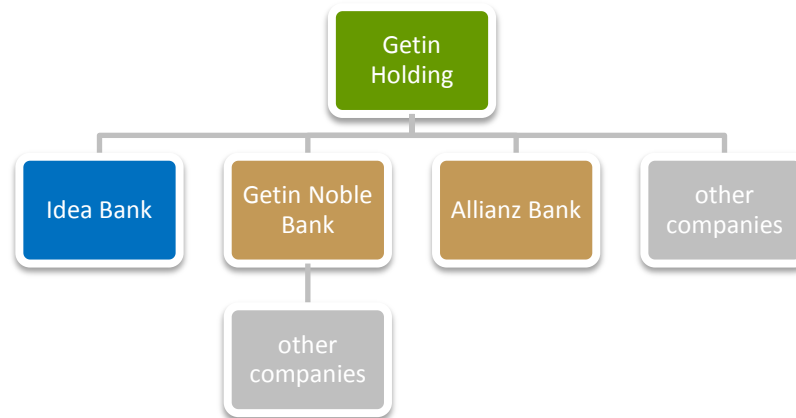 Getin
Holding
Idea Bank
Getin Noble
Bank
Allianz Bank
other
companies
other
companies